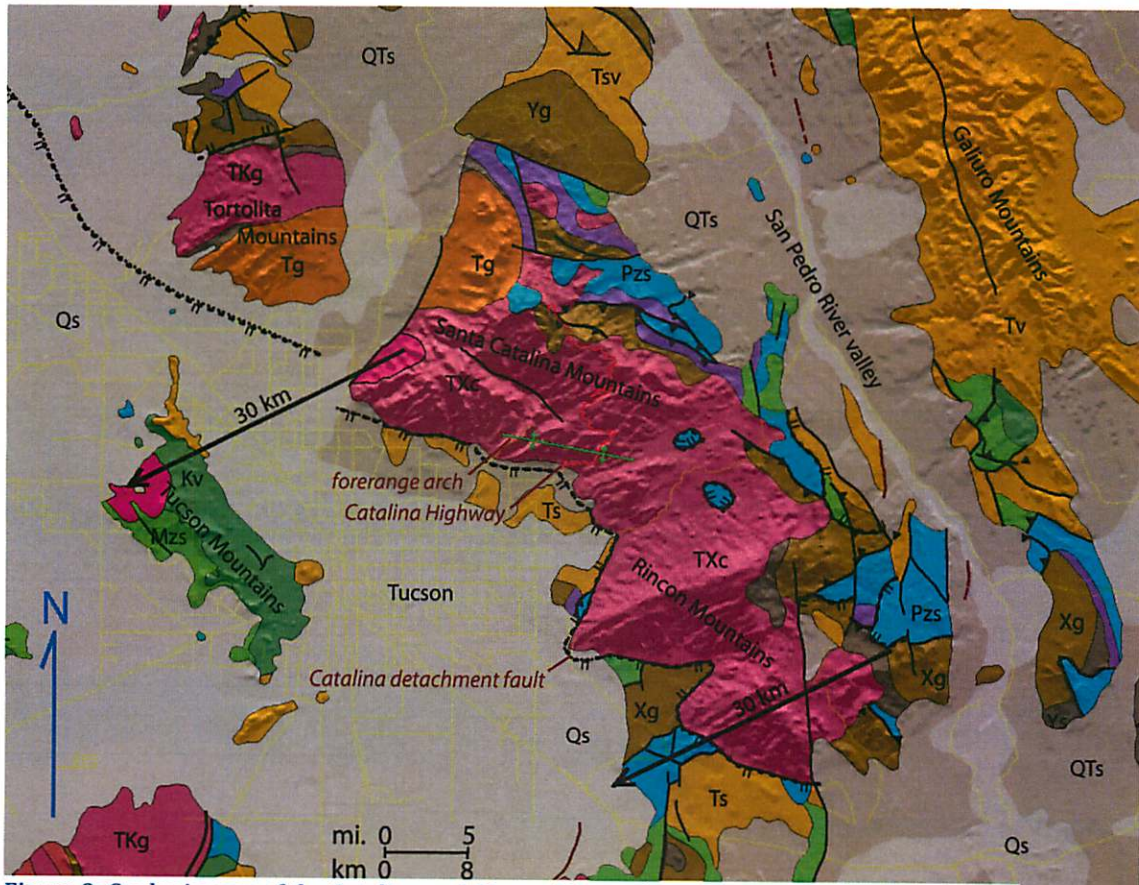 QTs
Tsv
Yg
Galiuro Mountains
TKg
Tortolita
Mountains
Tg
Tg
QTs
San Pedro River valley
Pzs
Qs
Tv
Santa Catalina Mountains
TXc
30 km
forerange arch
Catalina Highway
Ts
Kv
Mzs
Tucson Mountains
Tucson
TXc
Rincon Mountains
Pzs
Xg
N
Catalina detachment fault
Xg
30 km
Xg
Ys
Qs
QTs
Ts
TKg
mi. 0 5
km 0 8
Qs